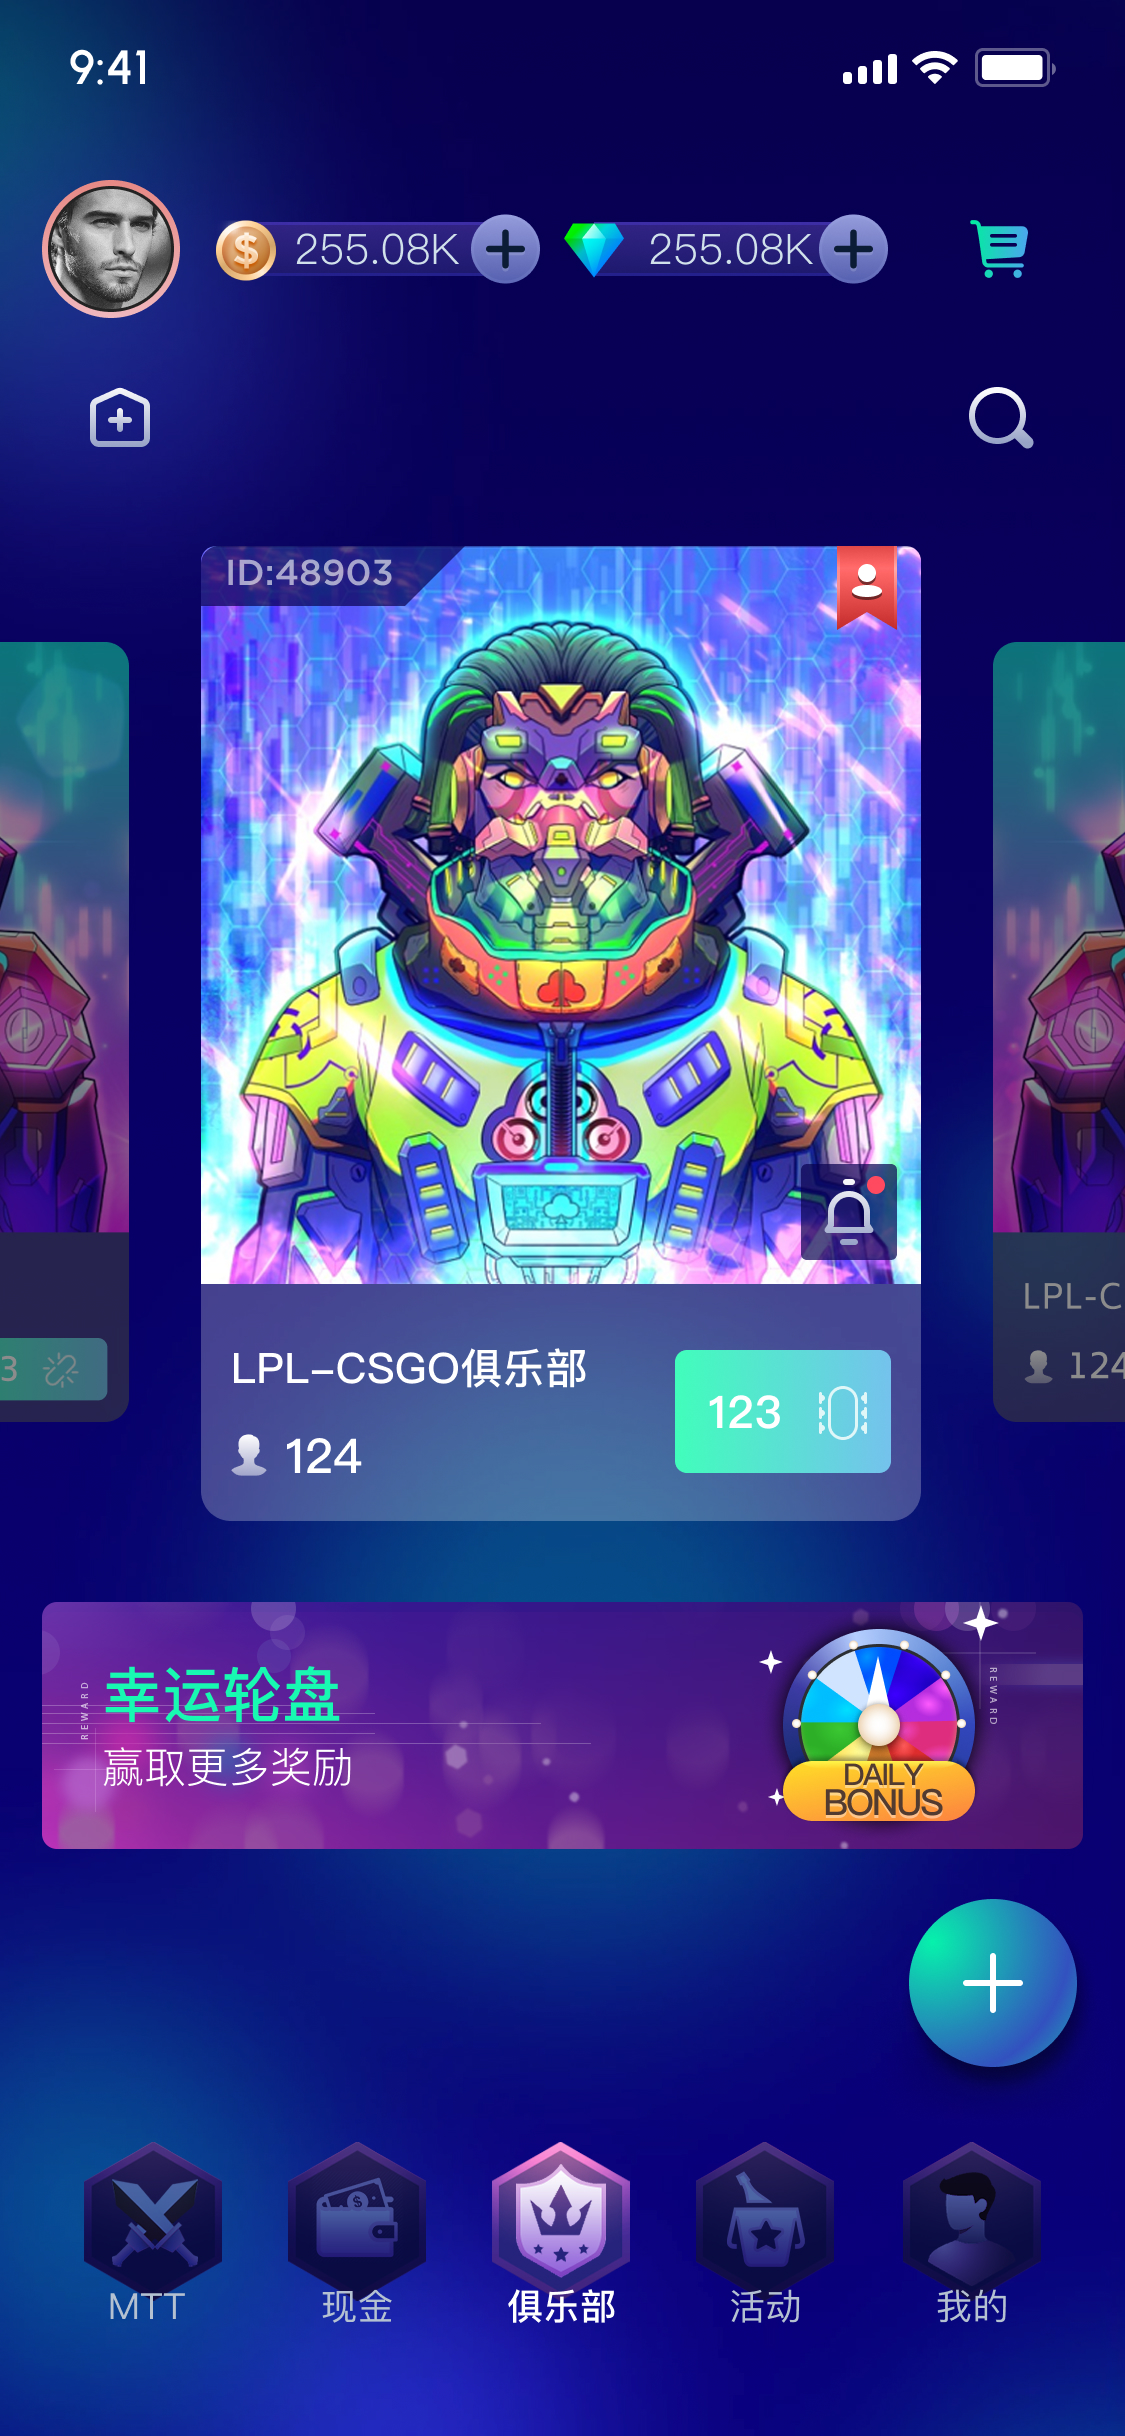 9:41
255.08K
255.08K
ID:48903
LPL-CSGO俱乐部
124
123
3
LPL-C
124
REWARD
幸运轮盘
赢取更多奖励
REWARD
DAILY
BONUS
MTT
现金
俱乐部
活动
我的